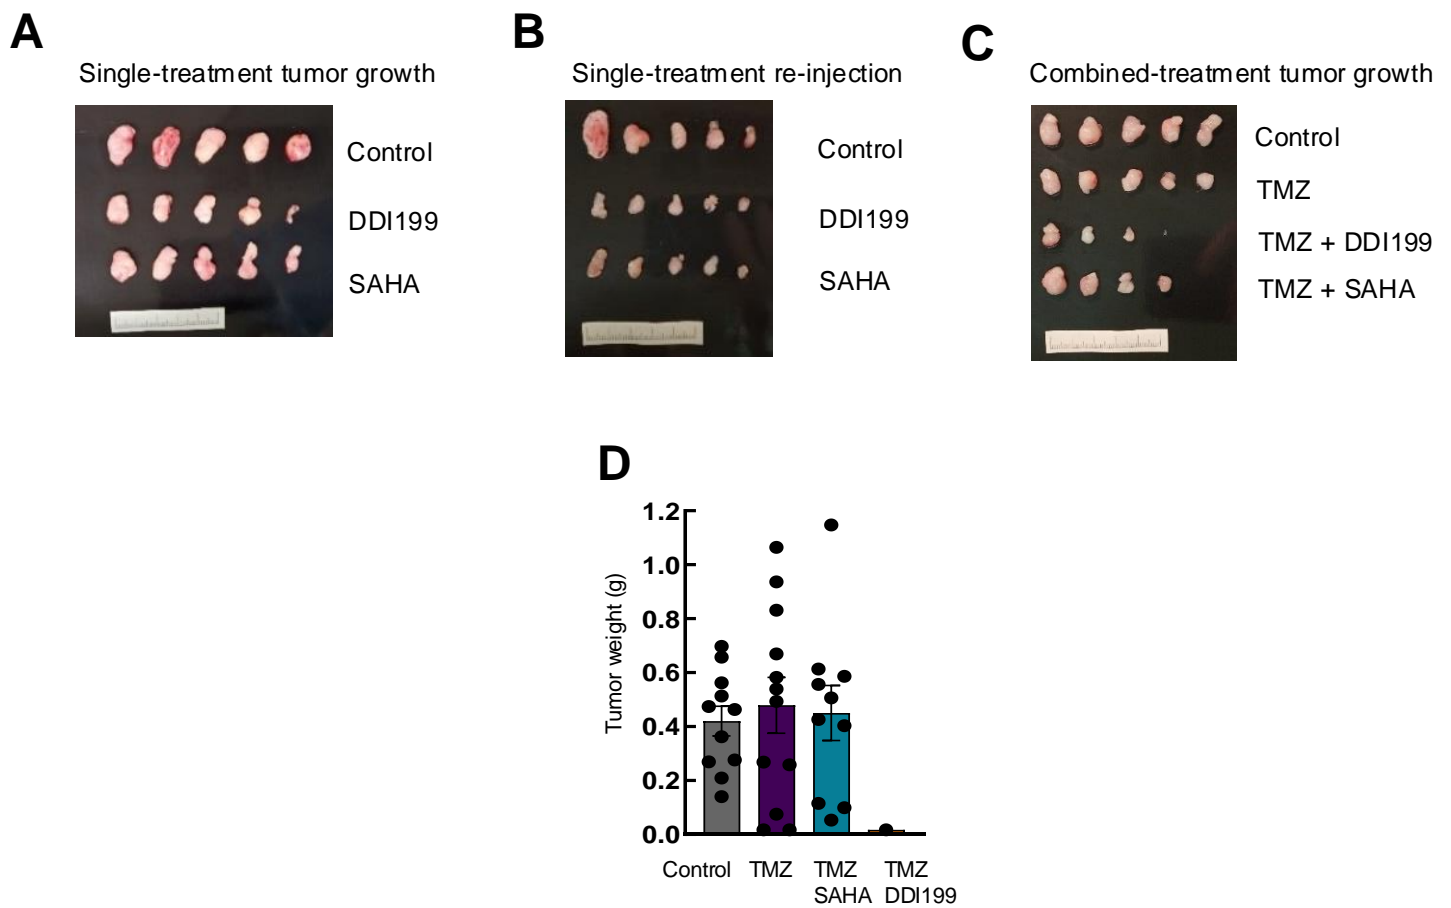 A
B
C
Single-treatment tumor growth
Single-treatment re-injection
Combined-treatment tumor growth
Control
DDI199
SAHA
Control
DDI199
SAHA
Control
TMZ
TMZ + DDI199
TMZ + SAHA
D
Tumor weight (g)
1.2
1.0
0.8
0.6
0.4
0.2
0.0
Control
TMZ
TMZ
SAHA
TMZ
DDI199